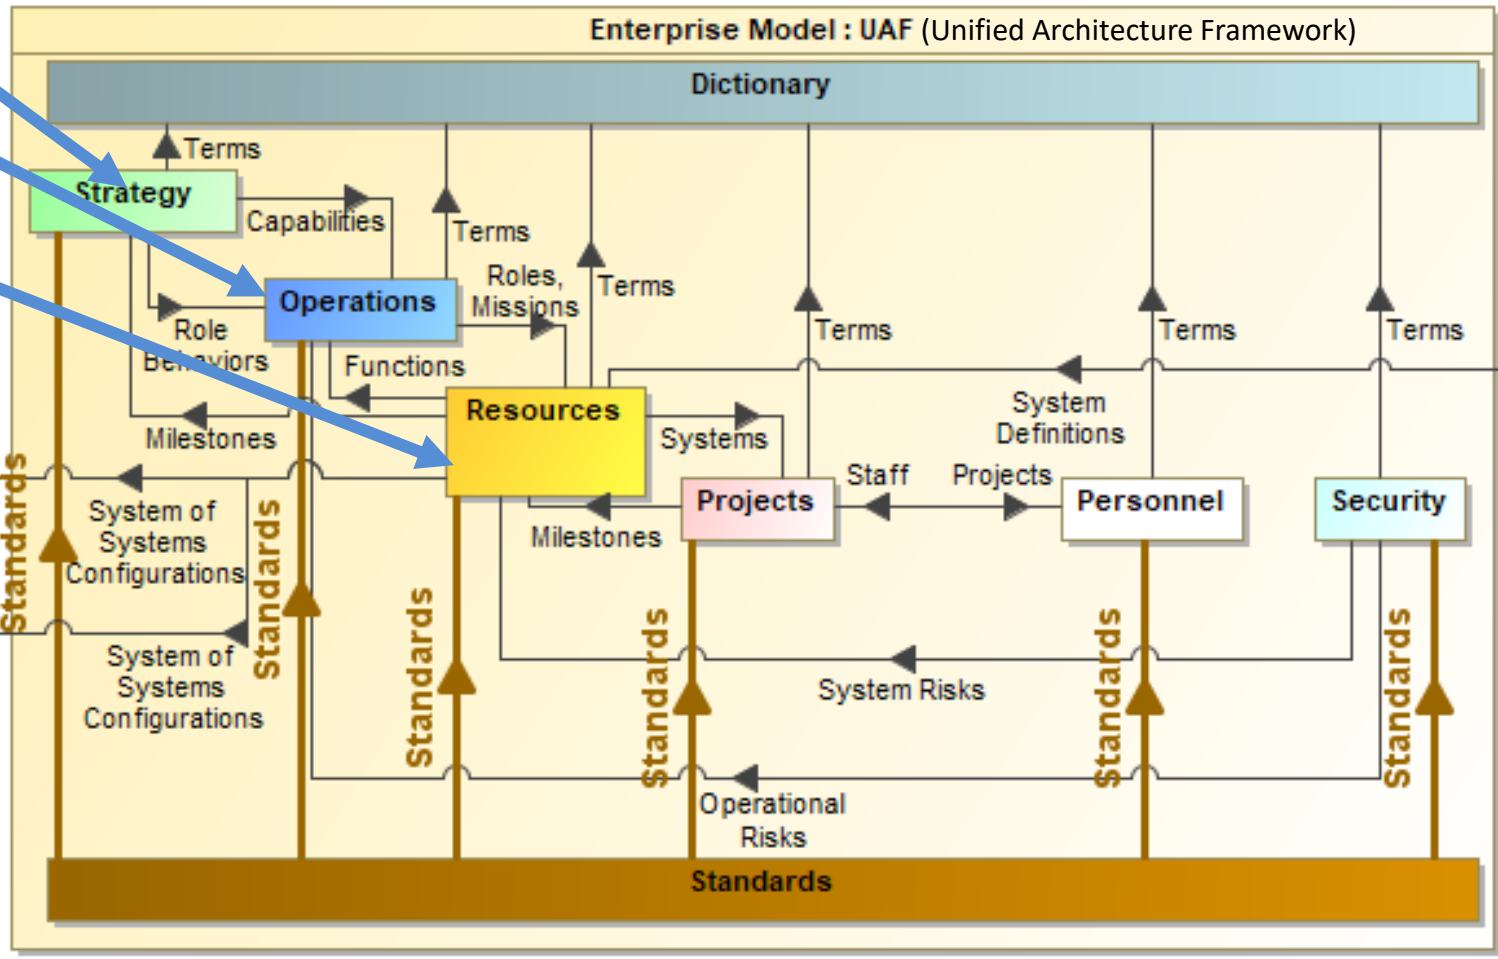 Enterprise Model : UAF (Unified Architecture Framework)
Dictionary
Terms
Strategy
Capabilities
Terms
Roles,
Missions
Terms
Operations
Role
Behaviors
Functions
Terms
Terms
Terms
Resources
Milestones
Systems
System
Definitions
Staff
Projects
Projects
Personnel
Security
Milestones
System of
Systems
Configurations
System of
Systems
Configurations
Standards
Standards
Standards
Standards
Standards
Standards
System Risks
Operational
Risks
Standards